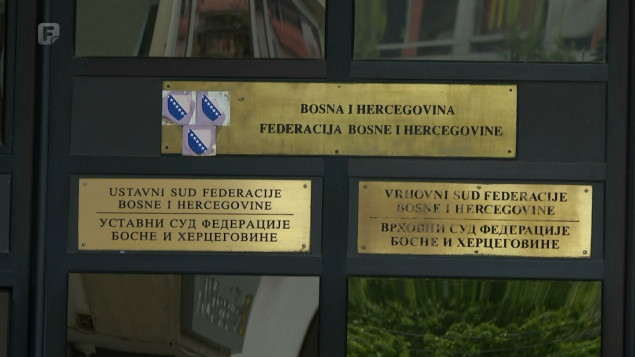 F
BOSNA I HERCEGOVINA
FEDERACIJA BOSNE I HERCEGOVINE
USTAVNI SUD FEDERACIJE
BOSNE I HERCEGOVINE
УСТАВНИ СУД ФЕДЕРАЦИЈЕ
БОСНЕ И ХЕРЦЕГОВИНЕ
VRHOVNI SUD FEDERACIJE
BOSNE I HERCEGOVINE
ВРХОВНИ СУД ФЕДЕРАЦИЈЕ
БОСНЕ И ХЕРЦЕГОВИНЕ